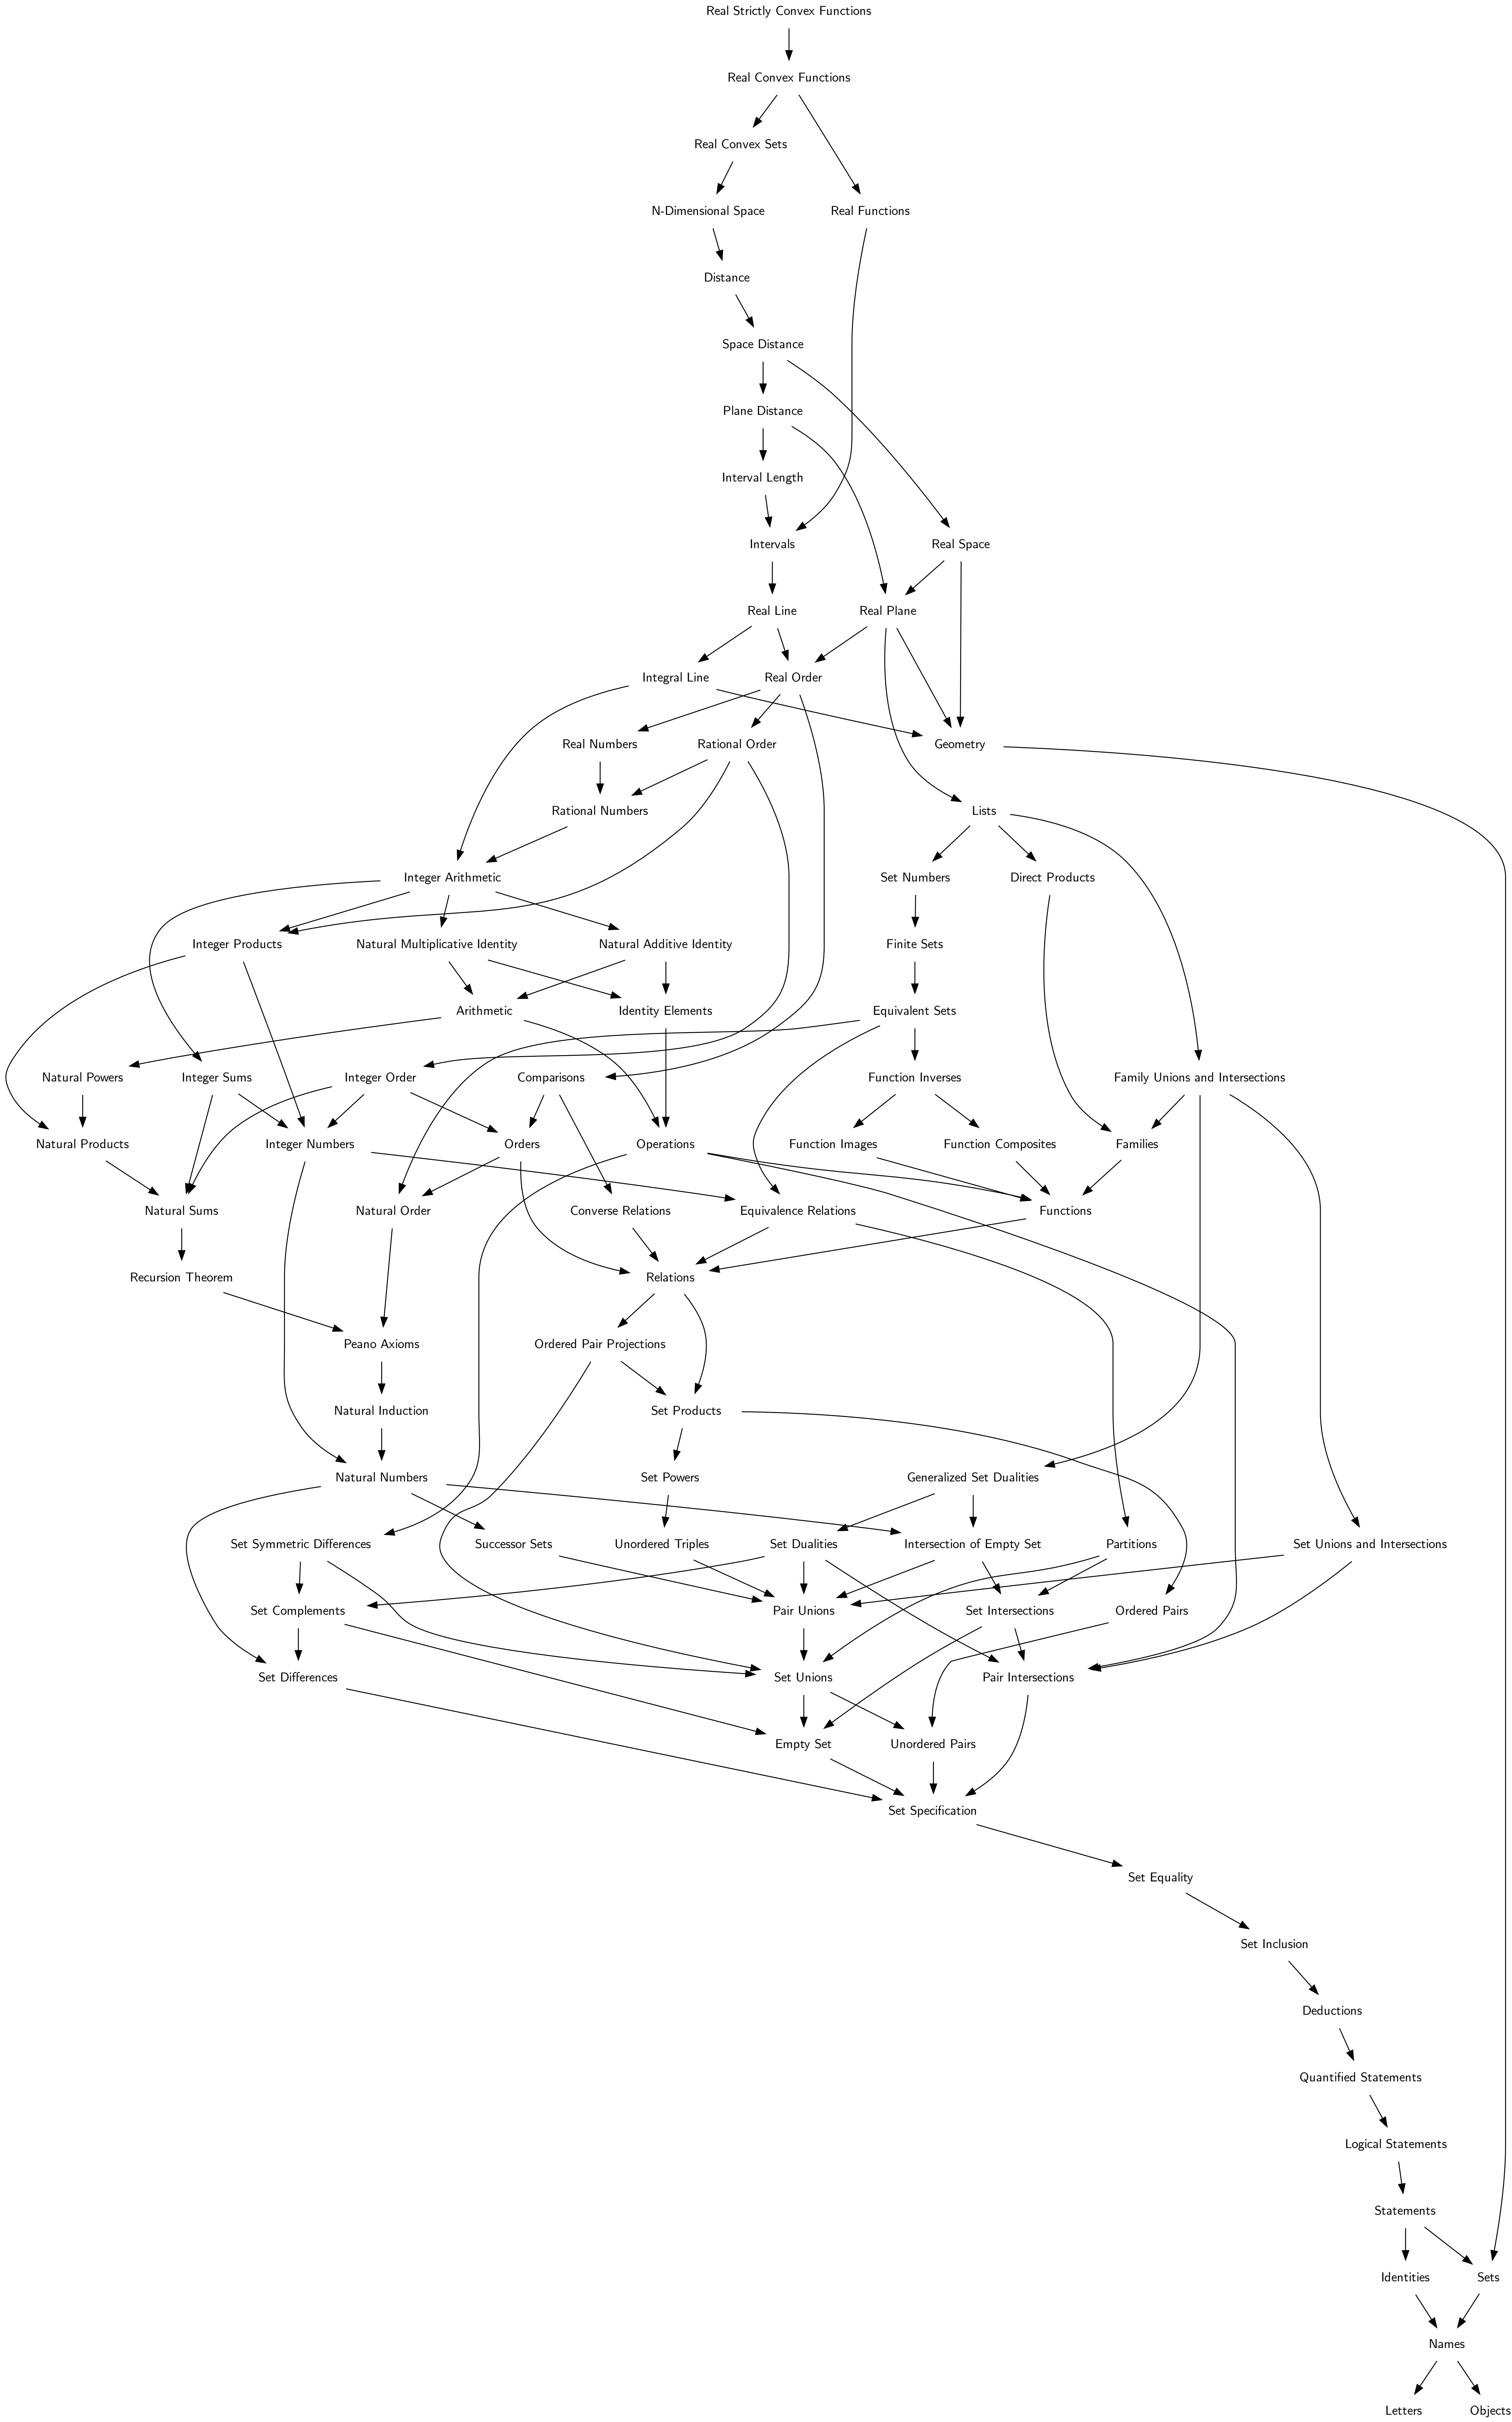 Real Strictly Convex Functions
Real Convex Functions
Real Convex Sets
N-Dimensional Space
Real Functions
Distance
Space Distance
Plane Distance
Interval Length
Intervals
Real Space
Real Line
Real Plane
Integral Line
Real Order
Real Numbers
Rational Order
Geometry
Rational Numbers
Lists
Integer Arithmetic
Set Numbers
Direct Products
Integer Products
Natural Multiplicative Identity
Natural Additive Identity
Finite Sets
Arithmetic
Identity Elements
Equivalent Sets
Natural Powers
Integer Sums
Integer Order
Comparisons
Function Inverses
Family Unions and Intersections
Natural Products
Integer Numbers
Orders
Operations
Function Images
Function Composites
Families
Natural Sums
Natural Order
Converse Relations
Equivalence Relations
Functions
Recursion Theorem
Relations
Peano Axioms
Ordered Pair Projections
Natural Induction
Set Products
Natural Numbers
Set Powers
Generalized Set Dualities
Set Symmetric Differences
Successor Sets
Unordered Triples
Set Dualities
Intersection of Empty Set
Partitions
Set Unions and Intersections
Set Complements
Pair Unions
Set Intersections
Ordered Pairs
Set Differences
Set Unions
Pair Intersections
Empty Set
Unordered Pairs
Set Specification
Set Equality
Set Inclusion
Deductions
Quantified Statements
Logical Statements
Statements
Identities
Sets
Names
Letters
Objects